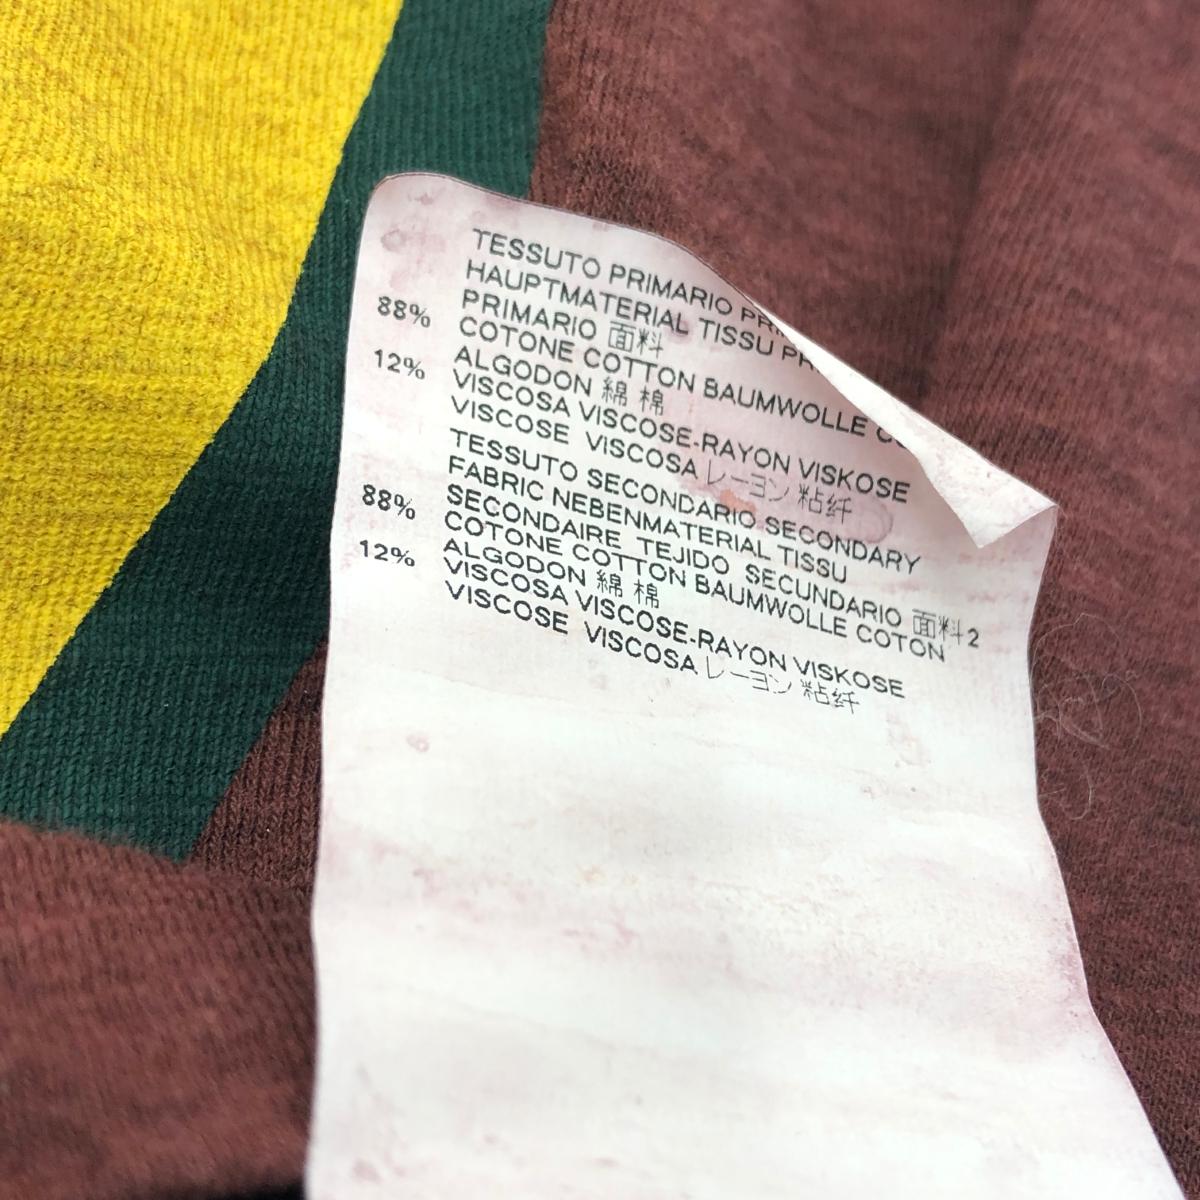 TESSUTO PRIMARIO
HAUPTMATERIAL TISSU
PRIMARIO 面料
88% COTONE COTTON BAUMWOLLE
ALGODON 綿 棉
12% VISCOSA VISCOSE-RAYON VISKOSE
VISCOSE VISCOSA レーヨン 粘纤
TESSUTO SECONDARIO SECONDARY
FABRIC NEBENMATERIAL TISSU
SECONDAIRE TEJIDO SECUNDARIO 面料2
88% COTONE COTTON BAUMWOLLE COTON
ALGODON 綿 棉
12% VISCOSA VISCOSE-RAYON VISKOSE
VISCOSE VISCOSA レーヨン 粘纤